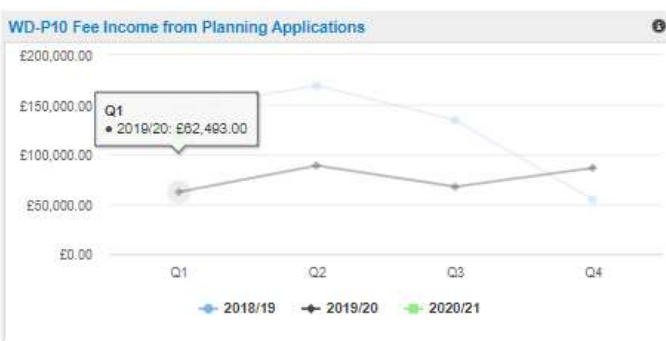 WD-P10 Fee Income from Planning Applications
£200,000.00
£150,000.00
Q1
● 2019/20: £62,493.00
£100,000.00
£50,000.00
£0.00
Q1 Q2 Q3 Q4
2018/19 2019/20 2020/21